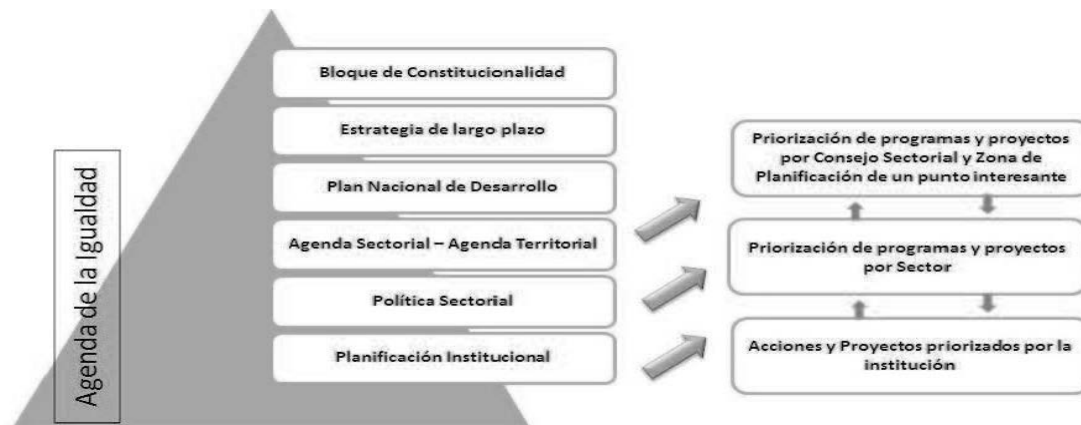 Agenda de la Igualdad
Bloque de Constitucionalidad
Estrategia de largo plazo
Plan Nacional de Desarrollo
Agenda Sectorial – Agenda Territorial
Política Sectorial
Planificación Institucional
Priorización de programas y proyectos
por Consejo Sectorial y Zona de
Planificación de un punto interesante
Priorización de programas y proyectos
por Sector
Acciones y Proyectos priorizados por la
institución